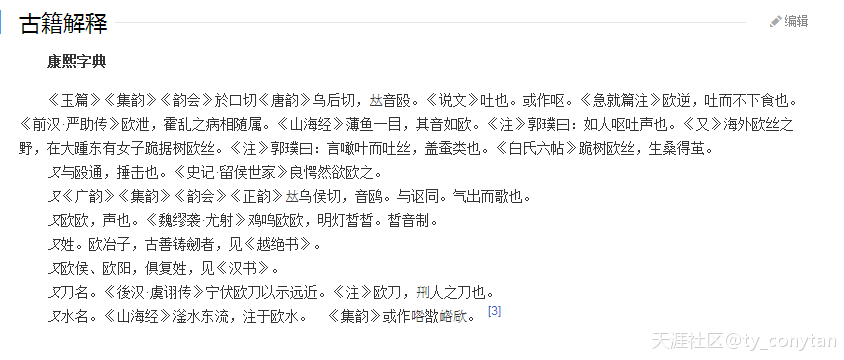 古籍解释
编辑
康熙字典
《玉篇》《集韵》《韵会》於口切《唐韵》乌后切，𠀤音殴。《说文》吐也。或作呕。《急就篇注》欧逆，吐而不下食也。
《前汉·严助传》欧泄，霍乱之病相随属。《山海经》薄鱼一目，其音如欧。《注》郭璞曰：如人呕吐声也。《又》海外欧丝之
野，在大踵东有女子跪据树欧丝。《注》郭璞曰：言噉叶而吐丝，盖蚕类也。《白氏六帖》跪树欧丝，生桑得茧。
又与殴通，捶击也。《史记·留侯世家》良愕然欲欧之。
又《广韵》《集韵》《韵会》《正韵》𠀤乌侯切，音鸥。与讴同。气出而歌也。
又欧欧，声也。《魏缪袭·尤射》鸡鸣欧欧，明灯晢晢。晢音制。
又姓。欧冶子，古善铸劒者，见《越绝书》。
又欧侯、欧阳，俱复姓，见《汉书》。
又刀名。《後汉·虞诩传》宁伏欧刀以示远近。《注》欧刀，刑人之刀也。
又水名。《山海经》滏水东流，注于欧水。 《集韵》或作。 [3]
天涯社区@ty_conytan